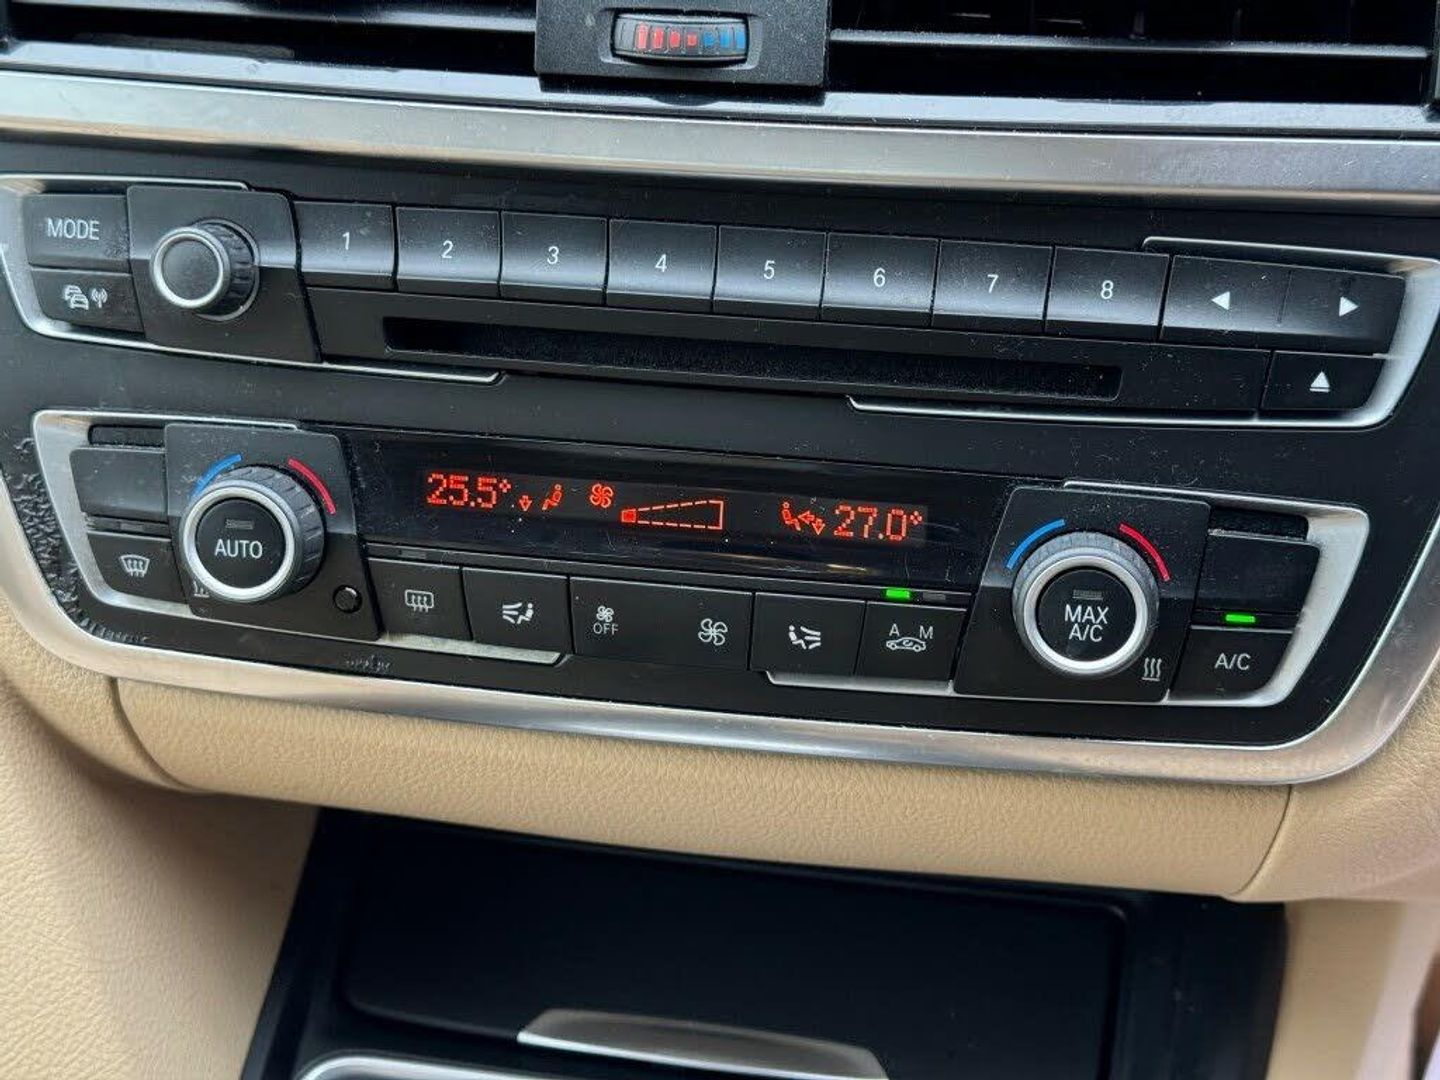 MODE
1 2 3 4 5 6 7 8
25.5° 27.0°
AUTO
OFF
A M
MAX
A/C
A/C